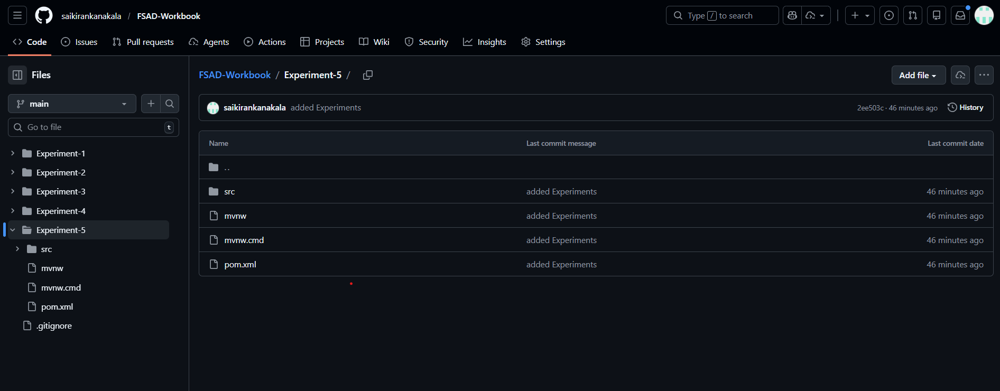 saikirankanakala / FSAD-Workbook
Type / to search
Code
Issues
Pull requests
Agents
Actions
Projects
Wiki
Security
Insights
Settings
Files
main
Go to file
t
Experiment-1
Experiment-2
Experiment-3
Experiment-4
Experiment-5
src
mvnw
mvnw.cmd
pom.xml
.gitignore
FSAD-Workbook / Experiment-5 /
Add file
saikirankanakala added Experiments
2ee503c · 46 minutes ago
History
Name Last commit message Last commit date
..
src added Experiments 46 minutes ago
mvnw added Experiments 46 minutes ago
mvnw.cmd added Experiments 46 minutes ago
pom.xml added Experiments 46 minutes ago